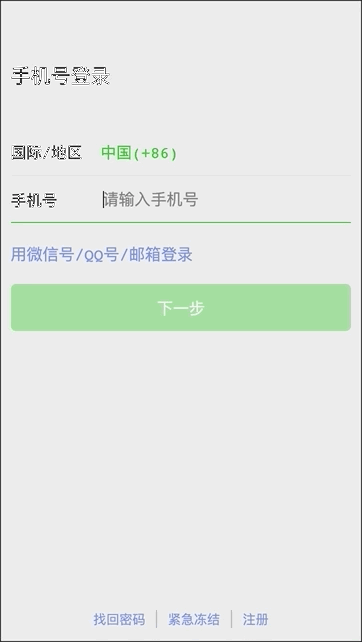 手机号登录
国际/地区 中国(+86)
手机号 请输入手机号
用微信号/QQ号/邮箱登录
下一步
找回密码 紧急冻结 注册